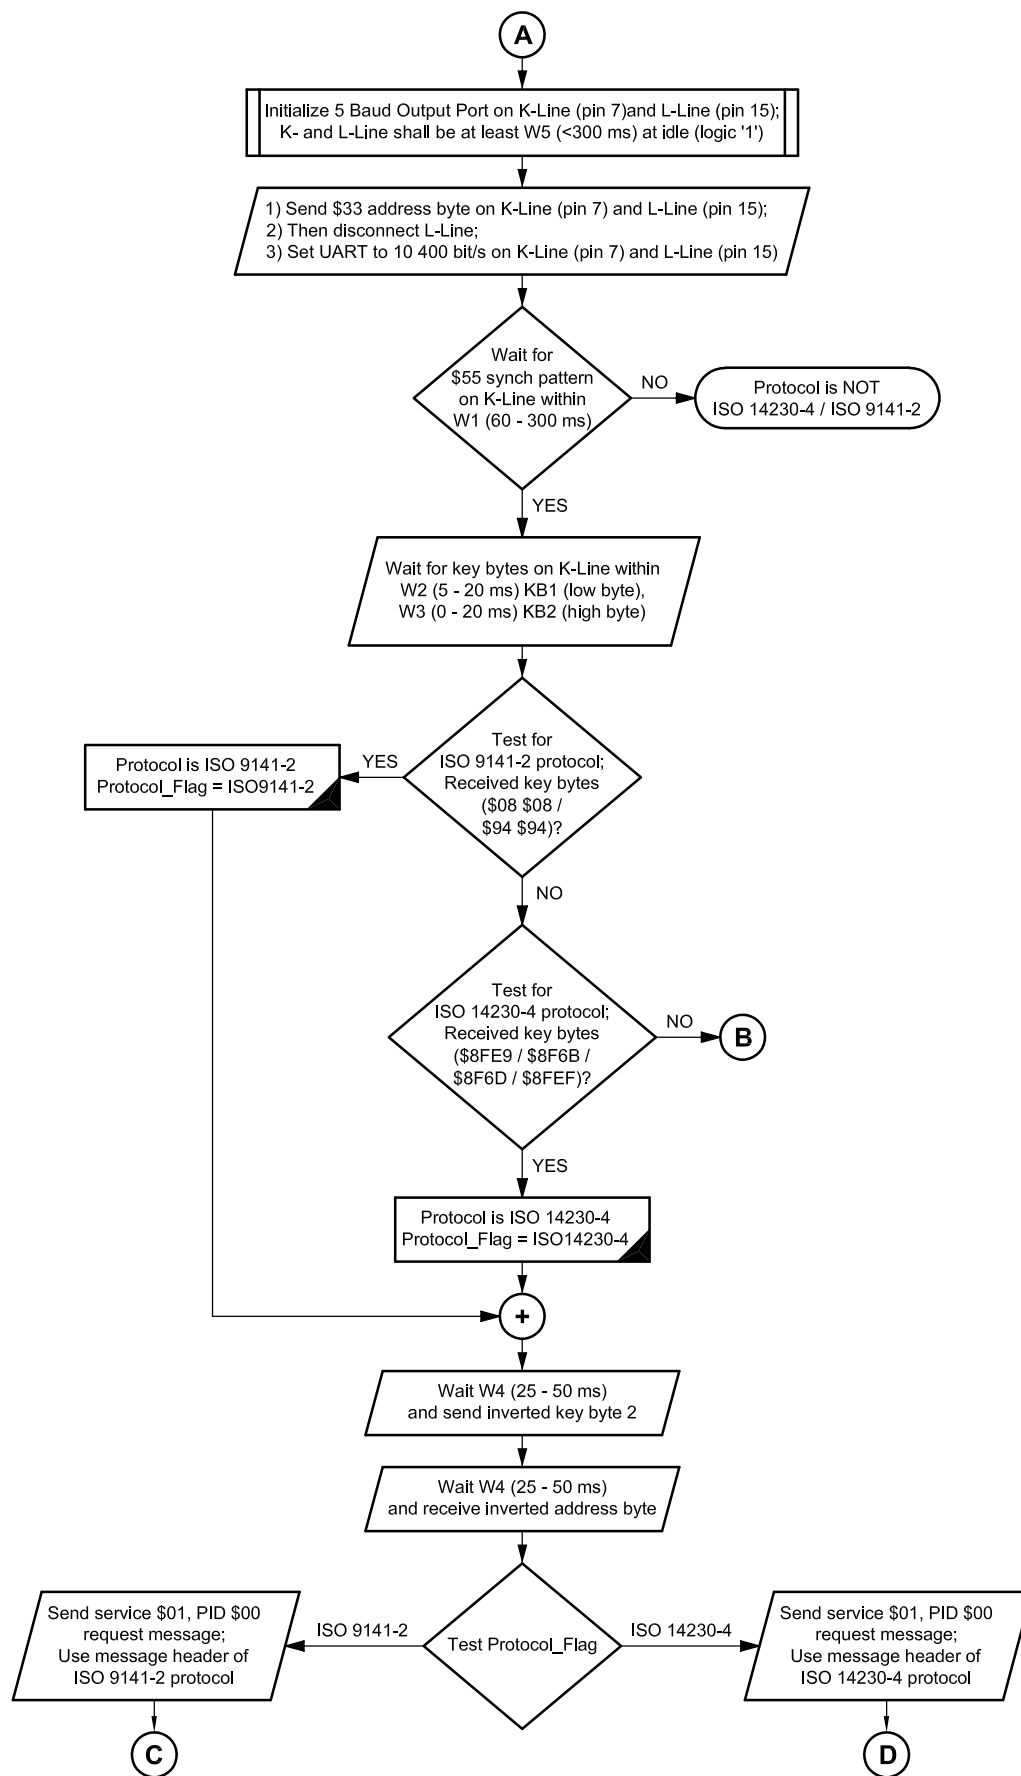 A
Initialize 5 Baud Output Port on K-Line (pin 7)and L-Line (pin 15);
K- and L-Line shall be at least W5 (<300 ms) at idle (logic '1')
1) Send $33 address byte on K-Line (pin 7) and L-Line (pin 15);
2) Then disconnect L-Line;
3) Set UART to 10 400 bit/s on K-Line (pin 7) and L-Line (pin 15)
Wait for
$55 synch pattern
on K-Line within
W1 (60 - 300 ms)
NO
Protocol is NOT
ISO 14230-4 / ISO 9141-2
YES
Wait for key bytes on K-Line within
W2 (5 - 20 ms) KB1 (low byte),
W3 (0 - 20 ms) KB2 (high byte)
Test for
ISO 9141-2 protocol;
Received key bytes
($08 $08 /
$94 $94)?
YES
Protocol is ISO 9141-2
Protocol_Flag = ISO9141-2
NO
Test for
ISO 14230-4 protocol;
Received key bytes
($8FE9 / $8F6B /
$8F6D / $8FEF)?
NO
B
YES
Protocol is ISO 14230-4
Protocol_Flag = ISO14230-4
+
Wait W4 (25 - 50 ms)
and send inverted key byte 2
Wait W4 (25 - 50 ms)
and receive inverted address byte
Test Protocol_Flag
ISO 9141-2
Send service $01, PID $00
request message;
Use message header of
ISO 9141-2 protocol
C
ISO 14230-4
Send service $01, PID $00
request message;
Use message header of
ISO 14230-4 protocol
D